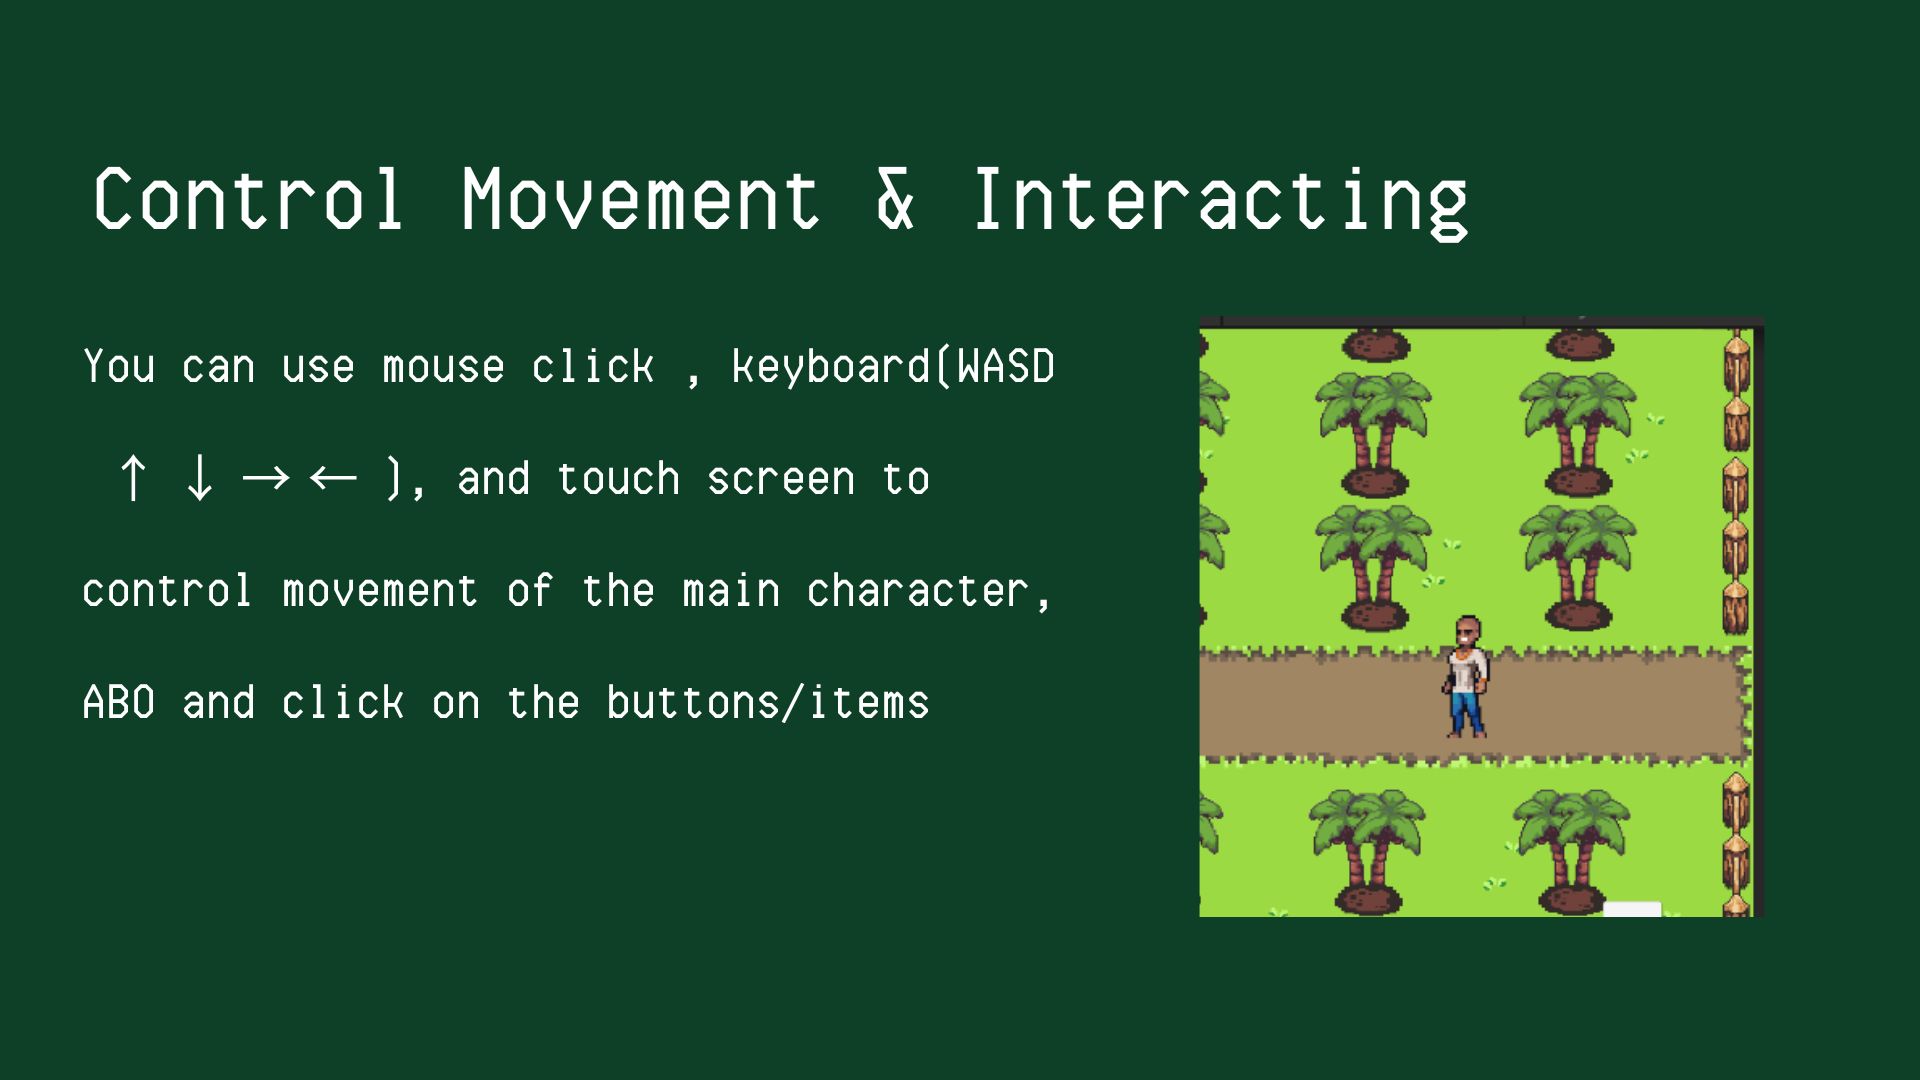 Control Movement & Interacting
You can use mouse click , keyboard(WASD
↑ ↓ → ← ), and touch screen to
control movement of the main character,
ABO and click on the buttons/items